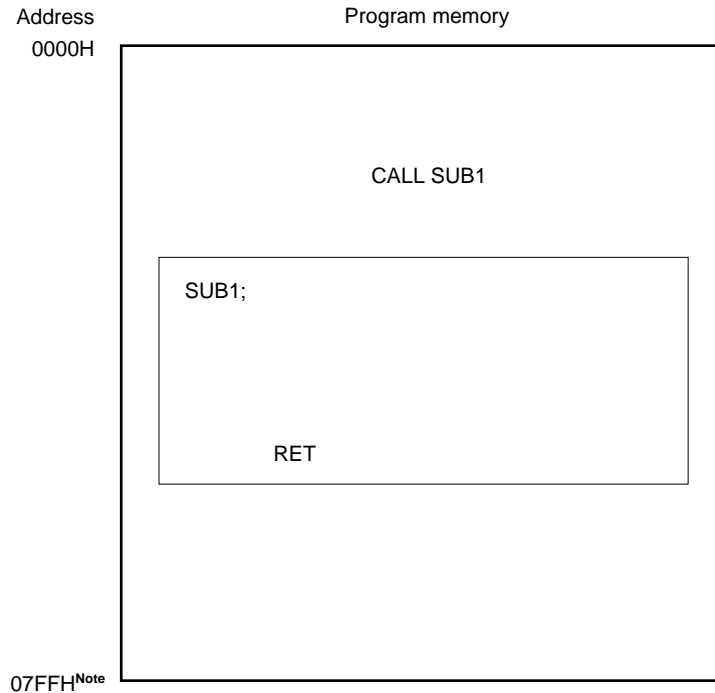 Address Program memory
0000H
CALL SUB1
SUB1;
RET
07FFHNote